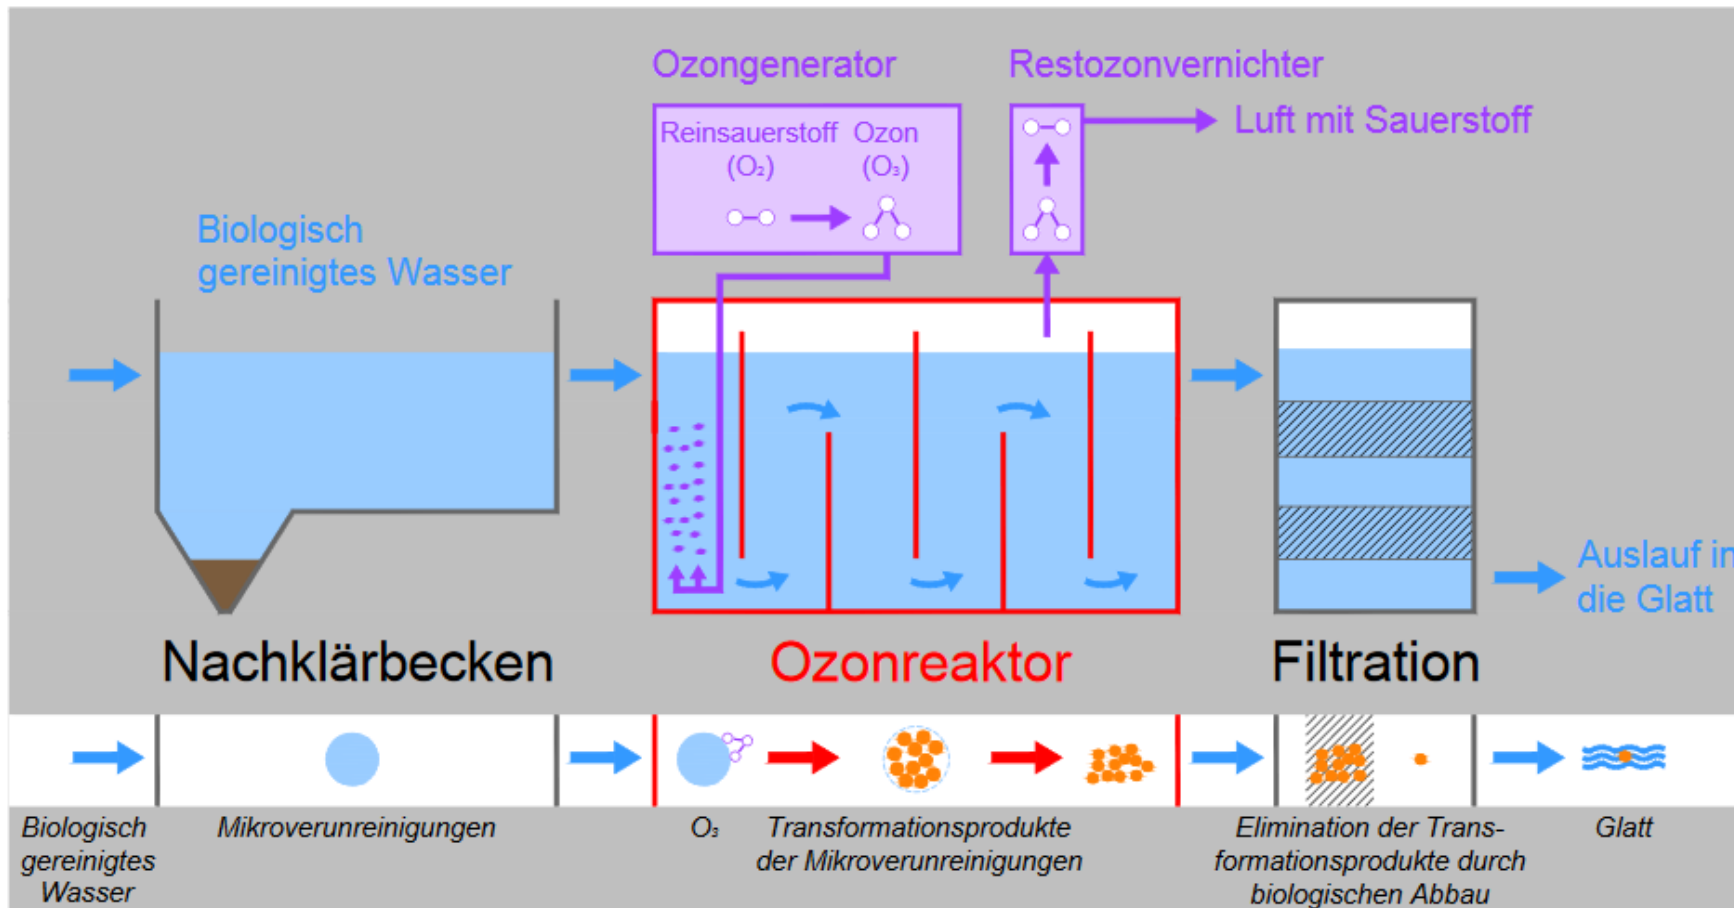 Ozongenerator
Restozonvernichter
Reinsauerstoff Ozon
(O₂) (O₃)
Luft mit Sauerstoff
Biologisch
gereinigtes Wasser
Auslauf in
die Glatt
Nachklärbecken
Ozonreaktor
Filtration
Biologisch
gereinigtes
Wasser
Mikroverunreinigungen
O₃
Transformationsprodukte
der Mikroverunreinigungen
Elimination der Trans-
formationsprodukte durch
biologischen Abbau
Glatt